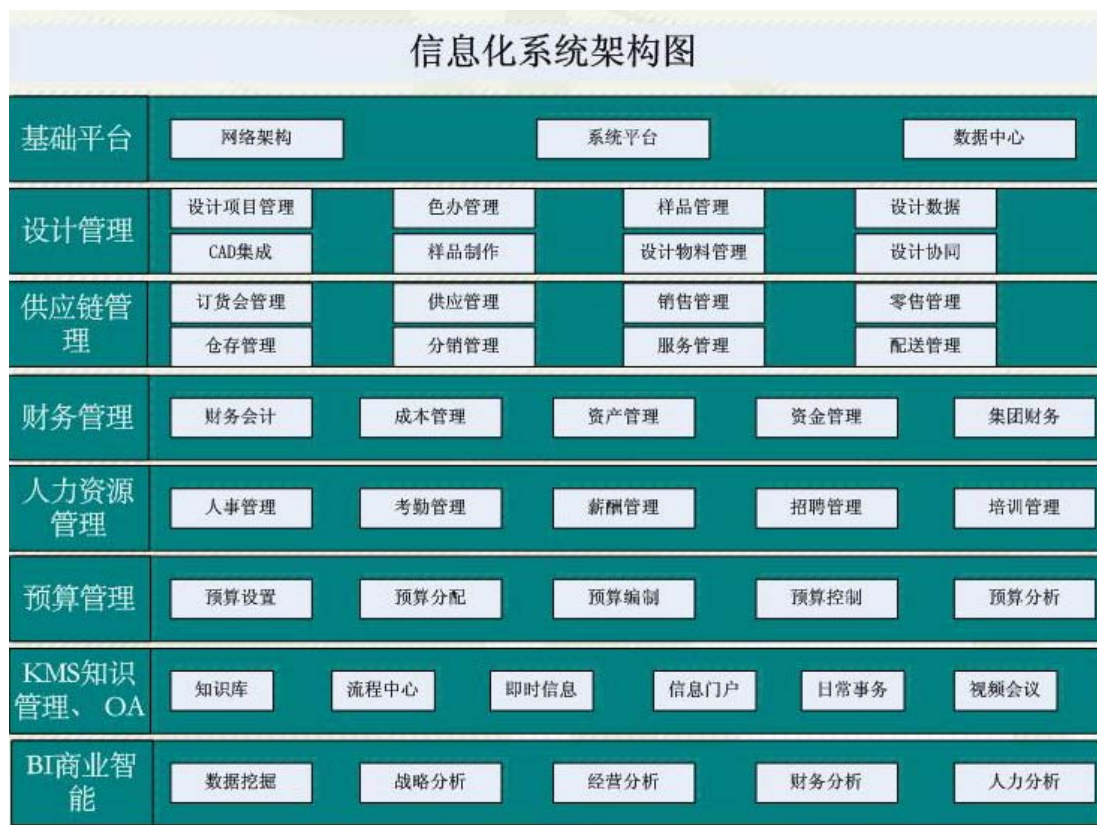 信息化系统架构图
基础平台
网络架构
系统平台
数据中心
设计管理
设计项目管理
色办管理
样品管理
设计数据
CAD集成
样品制作
设计物料管理
设计协同
供应链管
理
订货会管理
供应管理
销售管理
零售管理
仓存管理
分销管理
服务管理
配送管理
财务管理
财务会计
成本管理
资产管理
资金管理
集团财务
人力资源
管理
人事管理
考勤管理
薪酬管理
招聘管理
培训管理
预算管理
预算设置
预算分配
预算编制
预算控制
预算分析
KMS知识
管理、 OA
知识库
流程中心
即时信息
信息门户
日常事务
视频会议
BI商业智
能
数据挖掘
战略分析
经营分析
财务分析
人力分析